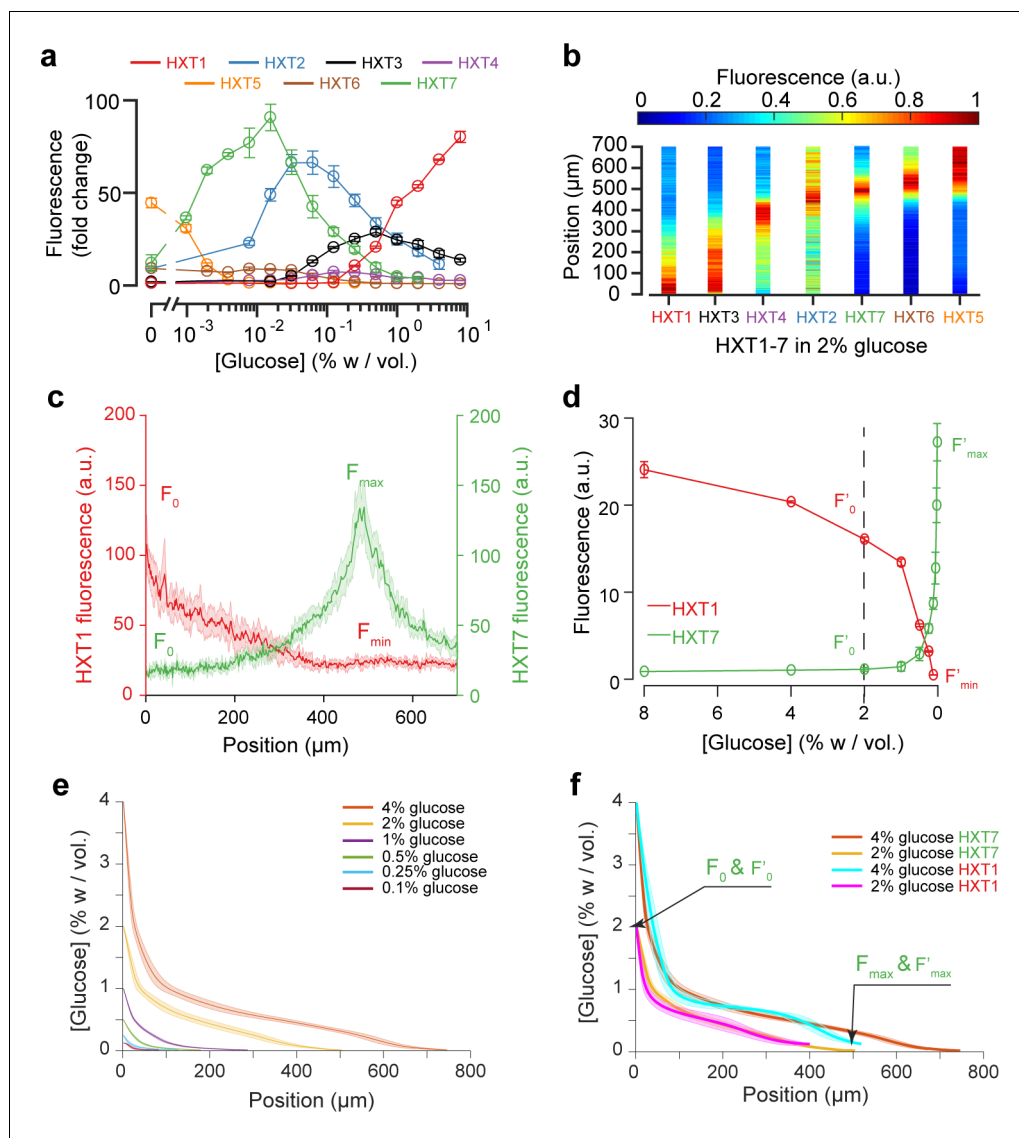 a
HXT1 HXT2 HXT3 HXT4
HXT5 HXT6 HXT7
100
50
0
Fluorescence
(fold change)
0 10⁻³ 10⁻² 10⁻¹ 10⁰ 10¹
[Glucose] (% w / vol.)
b
Fluorescence (a.u.)
0 0.2 0.4 0.6 0.8 1
700
600
500
400
300
200
100
0
Position (µm)
HXT1 HXT3 HXT4 HXT2 HXT7 HXT6 HXT5
HXT1-7 in 2% glucose
c
200 200
150 150
100 100
50 50
0 0
HXT1 fluorescence (a.u.)
HXT7 fluorescence (a.u.)
F₀
Fmax
F₀
Fmin
0 200 400 600
Position (µm)
d
30
20
10
0
Fluorescence (a.u.)
F'max
F'₀
HXT1
HXT7
F'₀
F'min
8 6 4 2 0
[Glucose] (% w / vol.)
e
4
3
2
1
0
[Glucose] (% w / vol.)
4% glucose
2% glucose
1% glucose
0.5% glucose
0.25% glucose
0.1% glucose
0 200 400 600 800
Position (µm)
f
4
3
2
1
0
[Glucose] (% w / vol.)
4% glucose HXT7
2% glucose HXT7
4% glucose HXT1
2% glucose HXT1
F₀ & F'₀
Fmax & F'max
0 200 400 600 800
Position (µm)